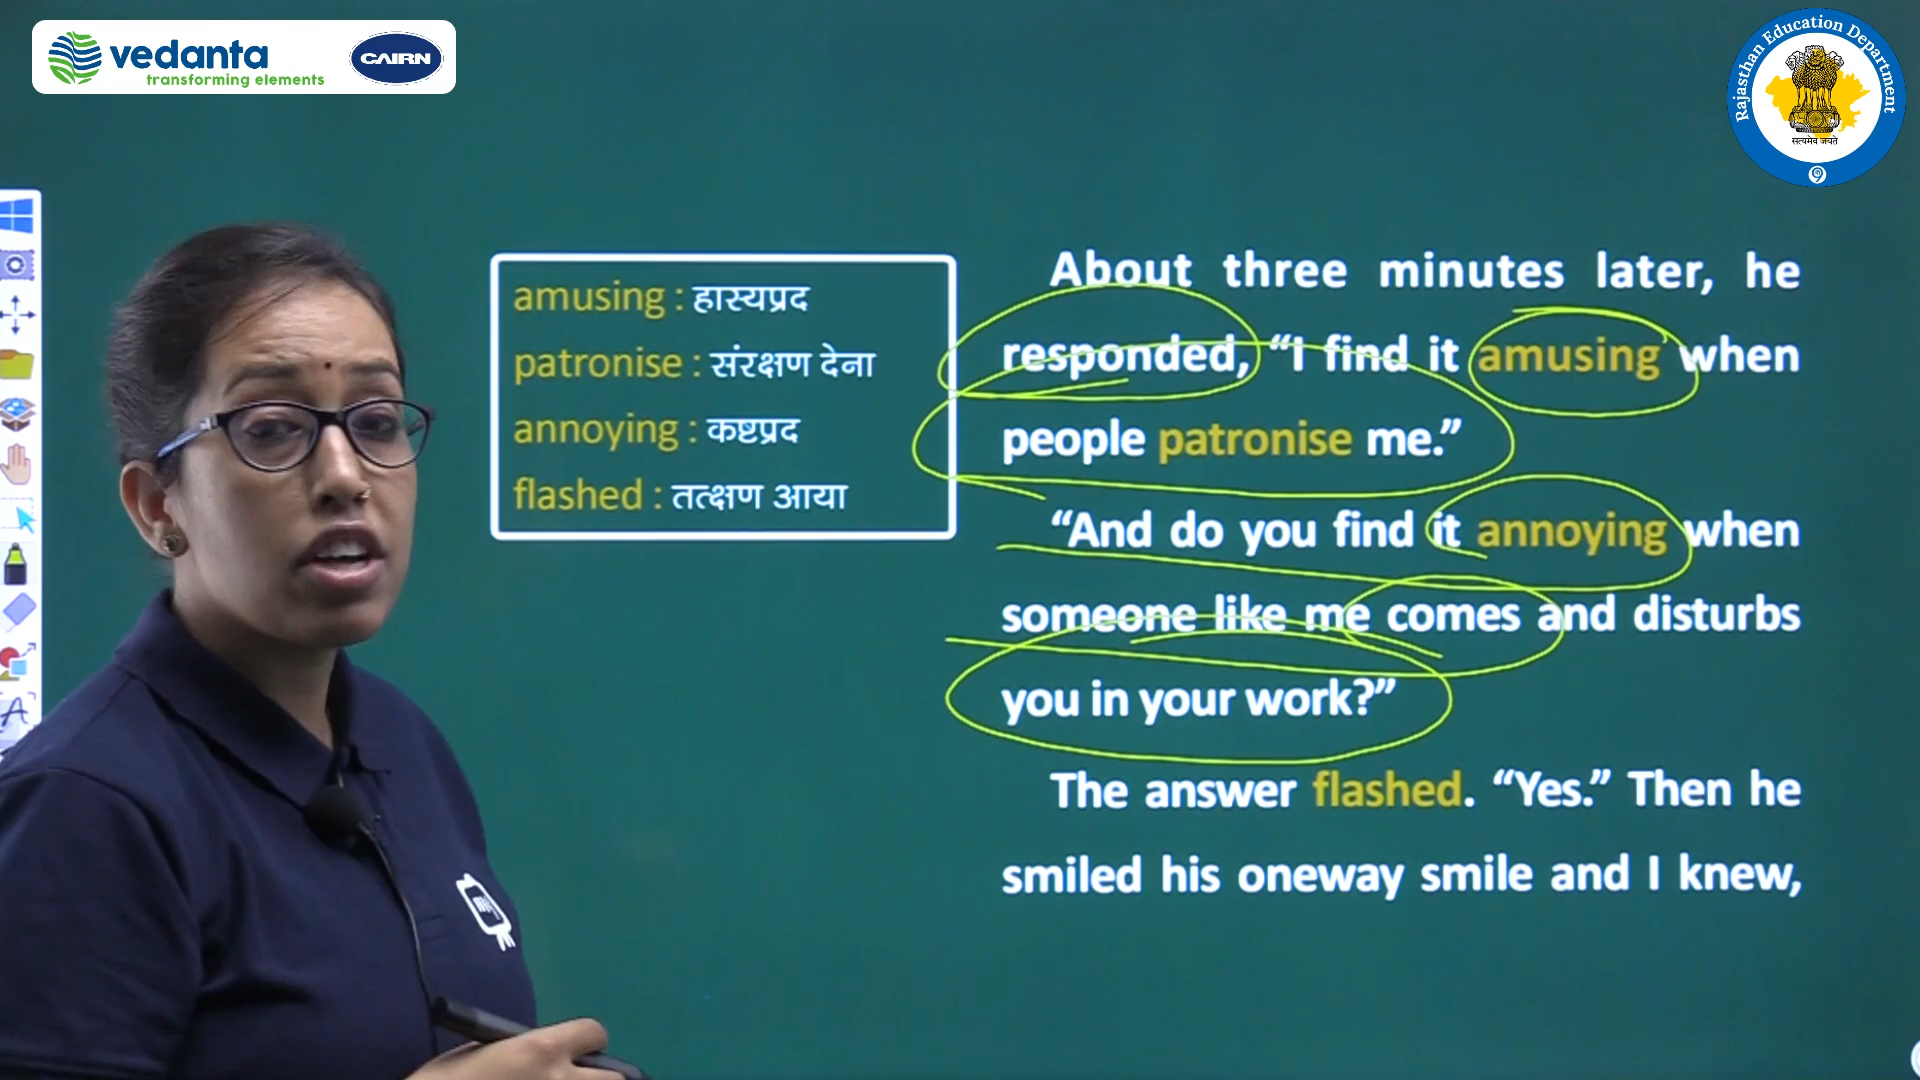 vedanta
transforming elements
CAIRN
Rajasthan Education Department
सत्यमेव जयते
amusing : हास्यप्रद
patronise : संरक्षण देना
annoying : कष्टप्रद
flashed : तत्क्षण आया
About three minutes later, he
responded, “I find it amusing when
people patronise me.”
“And do you find it annoying when
someone like me comes and disturbs
you in your work?”
The answer flashed. “Yes.” Then he
smiled his oneway smile and I knew,